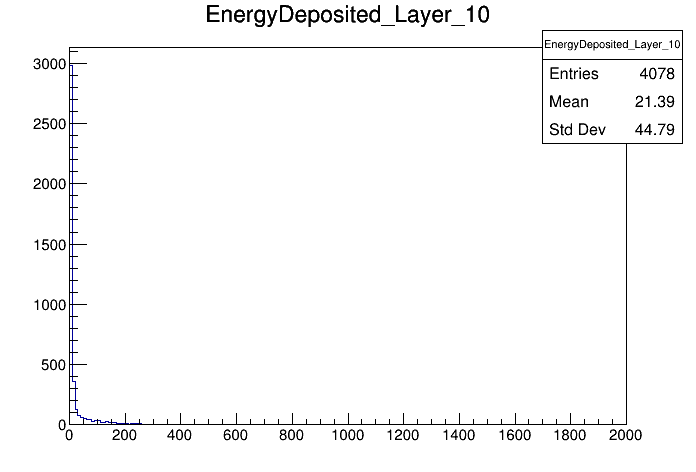 EnergyDeposited_Layer_10
EnergyDeposited_Layer_10
Entries 4078
Mean 21.39
Std Dev 44.79
3000
2500
2000
1500
1000
500
0
0 200 400 600 800 1000 1200 1400 1600 1800 2000